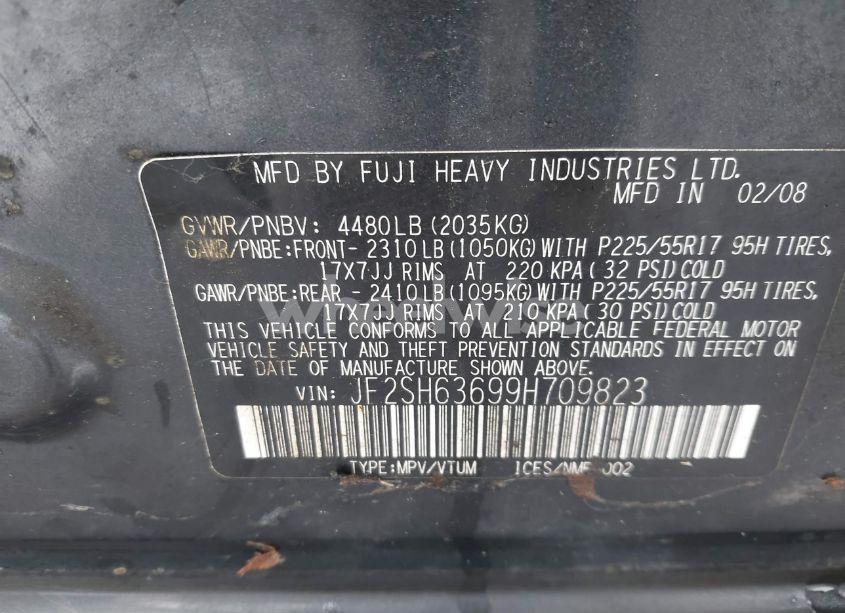 MFD BY FUJI HEAVY INDUSTRIES LTD.
MFD IN 02/08
GVWR/PNBV: 4480LB(2035KG)
GAWR/PNBE:FRONT- 2310LB(1050KG)WITH P225/55R17 95H TIRES,
17X7JJ RIMS AT 220 KPA(32 PSI)COLD
GAWR/PNBE:REAR - 2410LB(1095KG)WITH P225/55R17 95H TIRES,
17X7JJ RIMS AT 210 KPA(30 PSI)COLD
THIS VEHICLE CONFORMS TO ALL APPLICABLE FEDERAL MOTOR
VEHICLE SAFETY AND THEFT PREVENTION STANDARDS IN EFFECT ON
THE DATE OF MANUFACTURE SHOWN ABOVE.
VIN: JF2SH63699H709823
TYPE:MPV/VTUM ICES/NMB-002